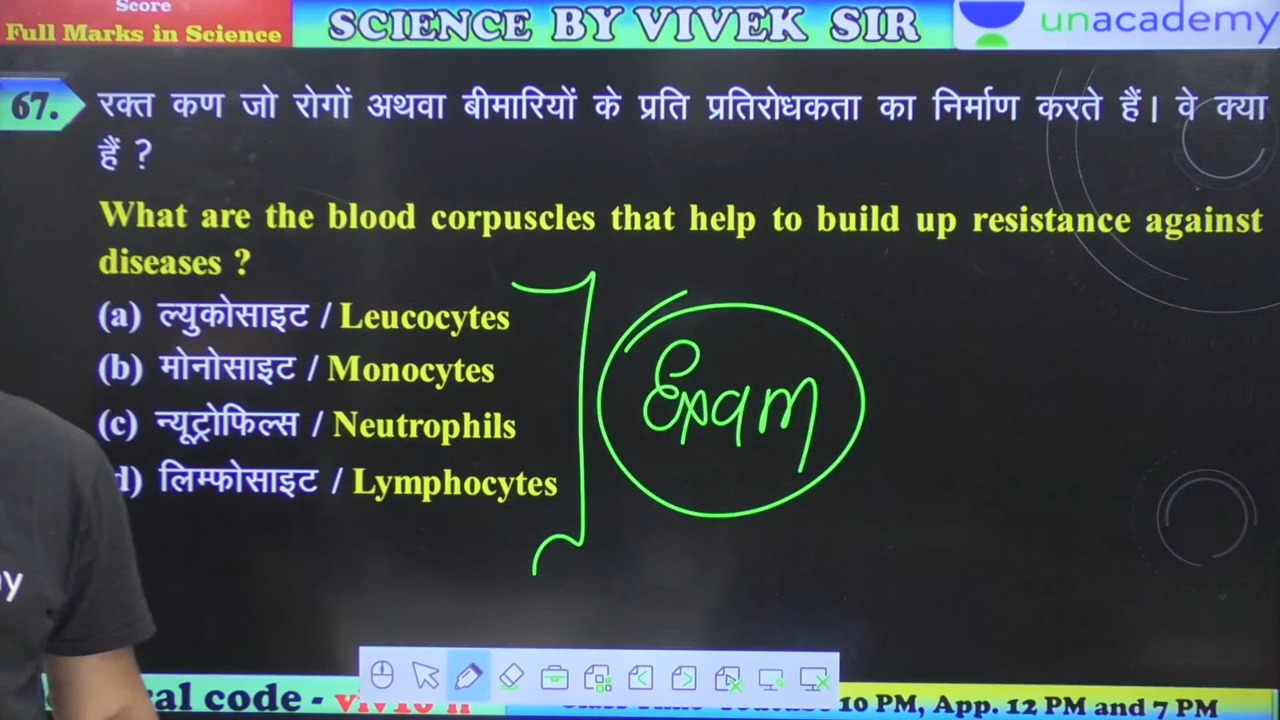 Score
Full Marks in Science
SCIENCE BY VIVEK SIR
unacademy
67. रक्त कण जो रोगों अथवा बीमारियों के प्रति प्रतिरोधकता का निर्माण करते हैं। वे क्या
हैं ?
What are the blood corpuscles that help to build up resistance against
diseases ?
(a) ल्युकोसाइट / Leucocytes
(b) मोनोसाइट / Monocytes
(c) न्यूट्रोफिल्स / Neutrophils
d) लिम्फोसाइट / Lymphocytes
Exam
my
al code -
10 PM, App. 12 PM and 7 PM